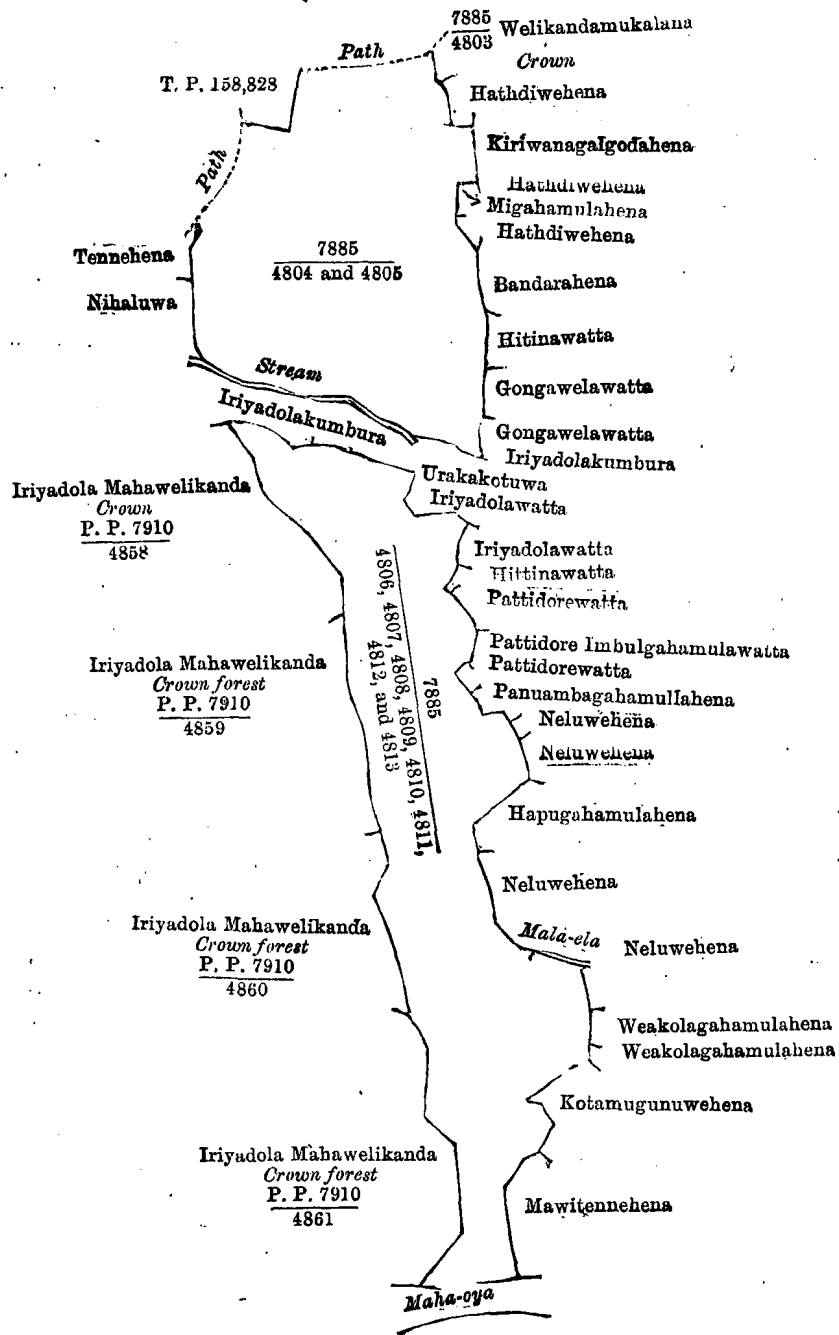 7885
4803 Welikandamukalana
Crown
Path
T. P. 158,828
Hathdiwehena
Kiriwanagalgodahena
Path
Hathdiwehena
Migahamulahena
Hathdiwehena
Tennehena
7885
4804 and 4805
Bandarahena
Nihaluwa
Hitinawatta
Stream
Gongawelawatta
Iriyadolakumbura
Gongawelawatta
Iriyadolakumbura
Urakakotuwa
Iriyadolawatta
Iriyadola Mahawelikanda
Crown
P. P. 7910
4858
Iriyadolawatta
Hittinawatta
Pattidorewatta
7885
4806, 4807, 4808, 4809, 4810, 4811,
4812, and 4813
Pattidore Imbulgahamulawatta
Pattidorewatta
Iriyadola Mahawelikanda
Crown forest
P. P. 7910
4859
Panuambagahamullahena
Neluwehena
Neluwehena
Hapugahamulahena
Neluwehena
Iriyadola Mahawelikanda
Crown forest
P. P. 7910
4860
Mala-ela
Neluwehena
Weakolagahamulahena
Weakolagahamulahena
Kotamugunuwehena
Iriyadola Mahawelikanda
Crown forest
P. P. 7910
4861
Mawitennehena
Maha-oya